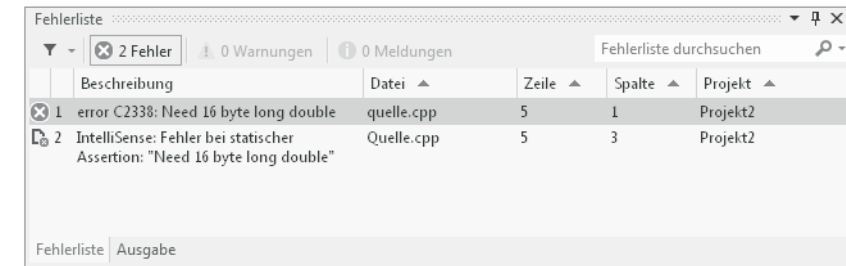 Fehlerliste
2 Fehler 0 Warnungen 0 Meldungen Fehlerliste durchsuchen
Beschreibung Datei Zeile Spalte Projekt
1 error C2338: Need 16 byte long double quelle.cpp 5 1 Projekt2
2 IntelliSense: Fehler bei statischer Quelle.cpp 5 3 Projekt2
Assertion: "Need 16 byte long double"
Fehlerliste Ausgabe